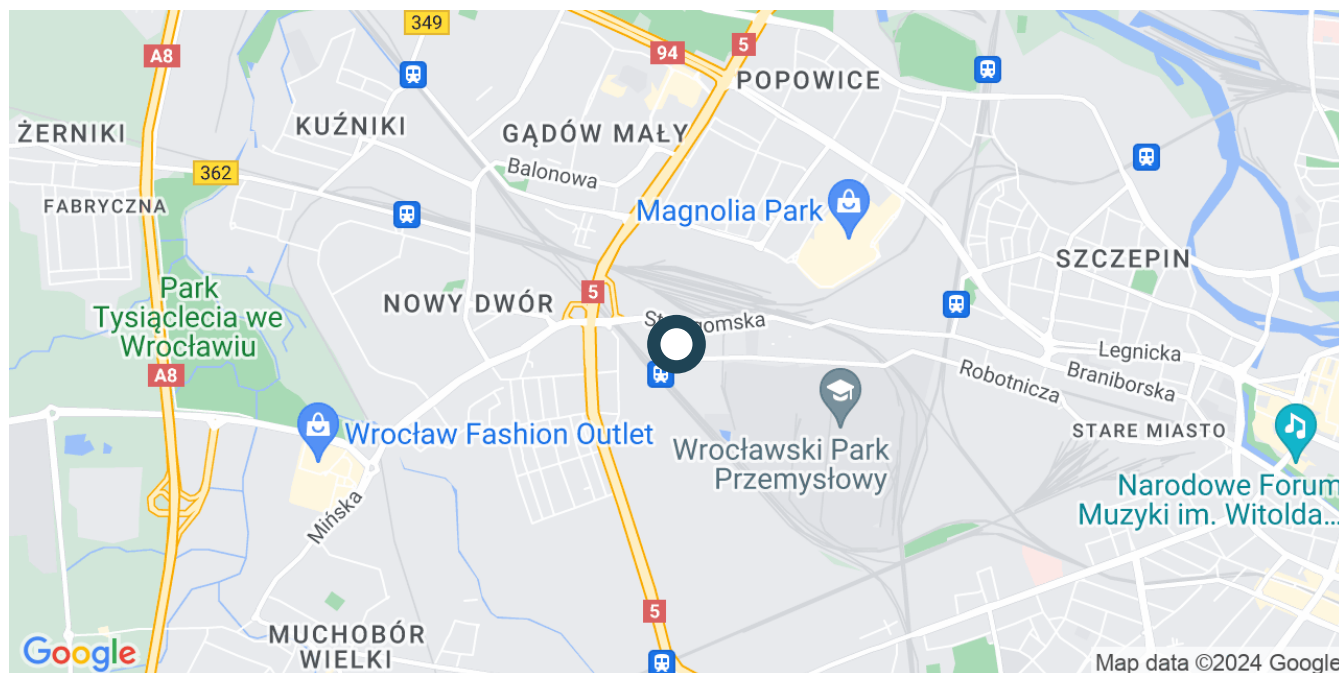 349
A8
94
5
POPOWICE
ŻERNIKI
KUŹNIKI
GĄDÓW MAŁY
Balonowa
362
FABRYCZNA
Magnolia Park
SZCZEPIN
Park
Tysiąclecia we
Wrocławiu
NOWY DWÓR
5
Legnicka
Braniborska
Robotnicza
A8
STARE MIASTO
Wrocław Fashion Outlet
Wrocławski Park
Przemysłowy
Narodowe Forum
Muzyki im. Witolda...
Mińska
5
MUCHOBÓR
WIELKI
Google
Map data ©2024 Google